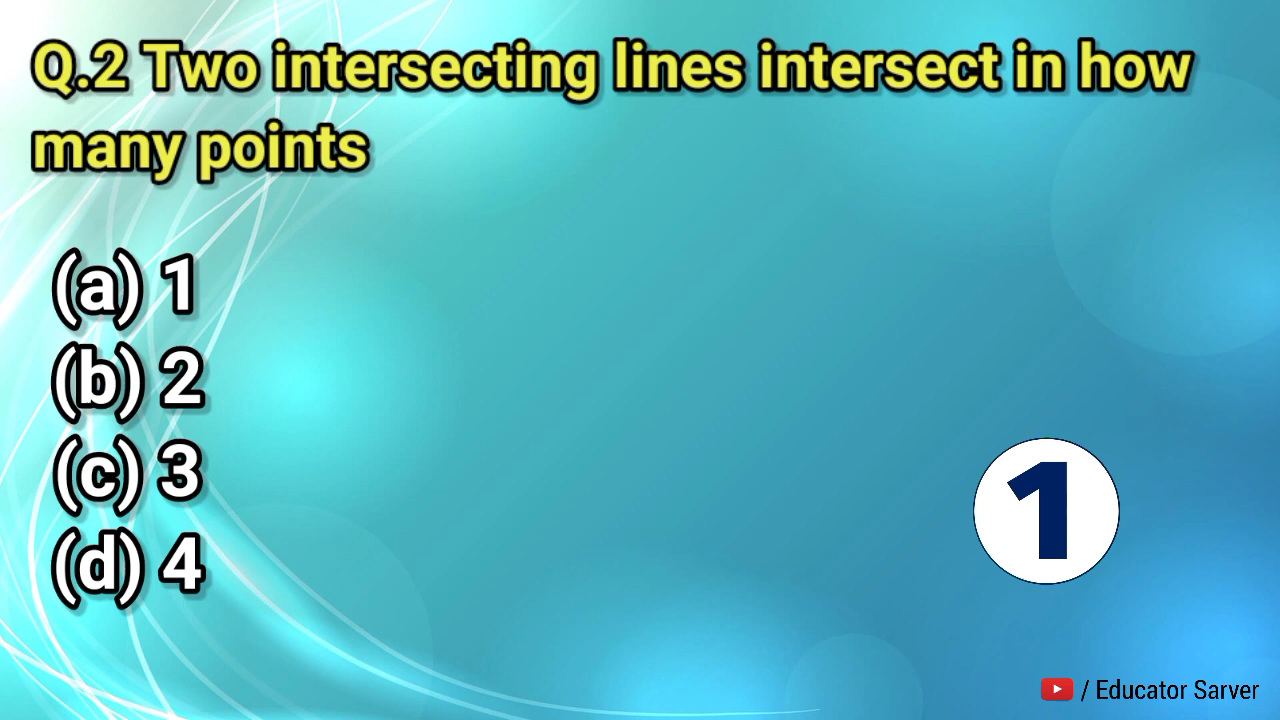 Q.2 Two intersecting lines intersect in how
many points
(a) 1
(b) 2
(c) 3
(d) 4
1
/ Educator Sarver